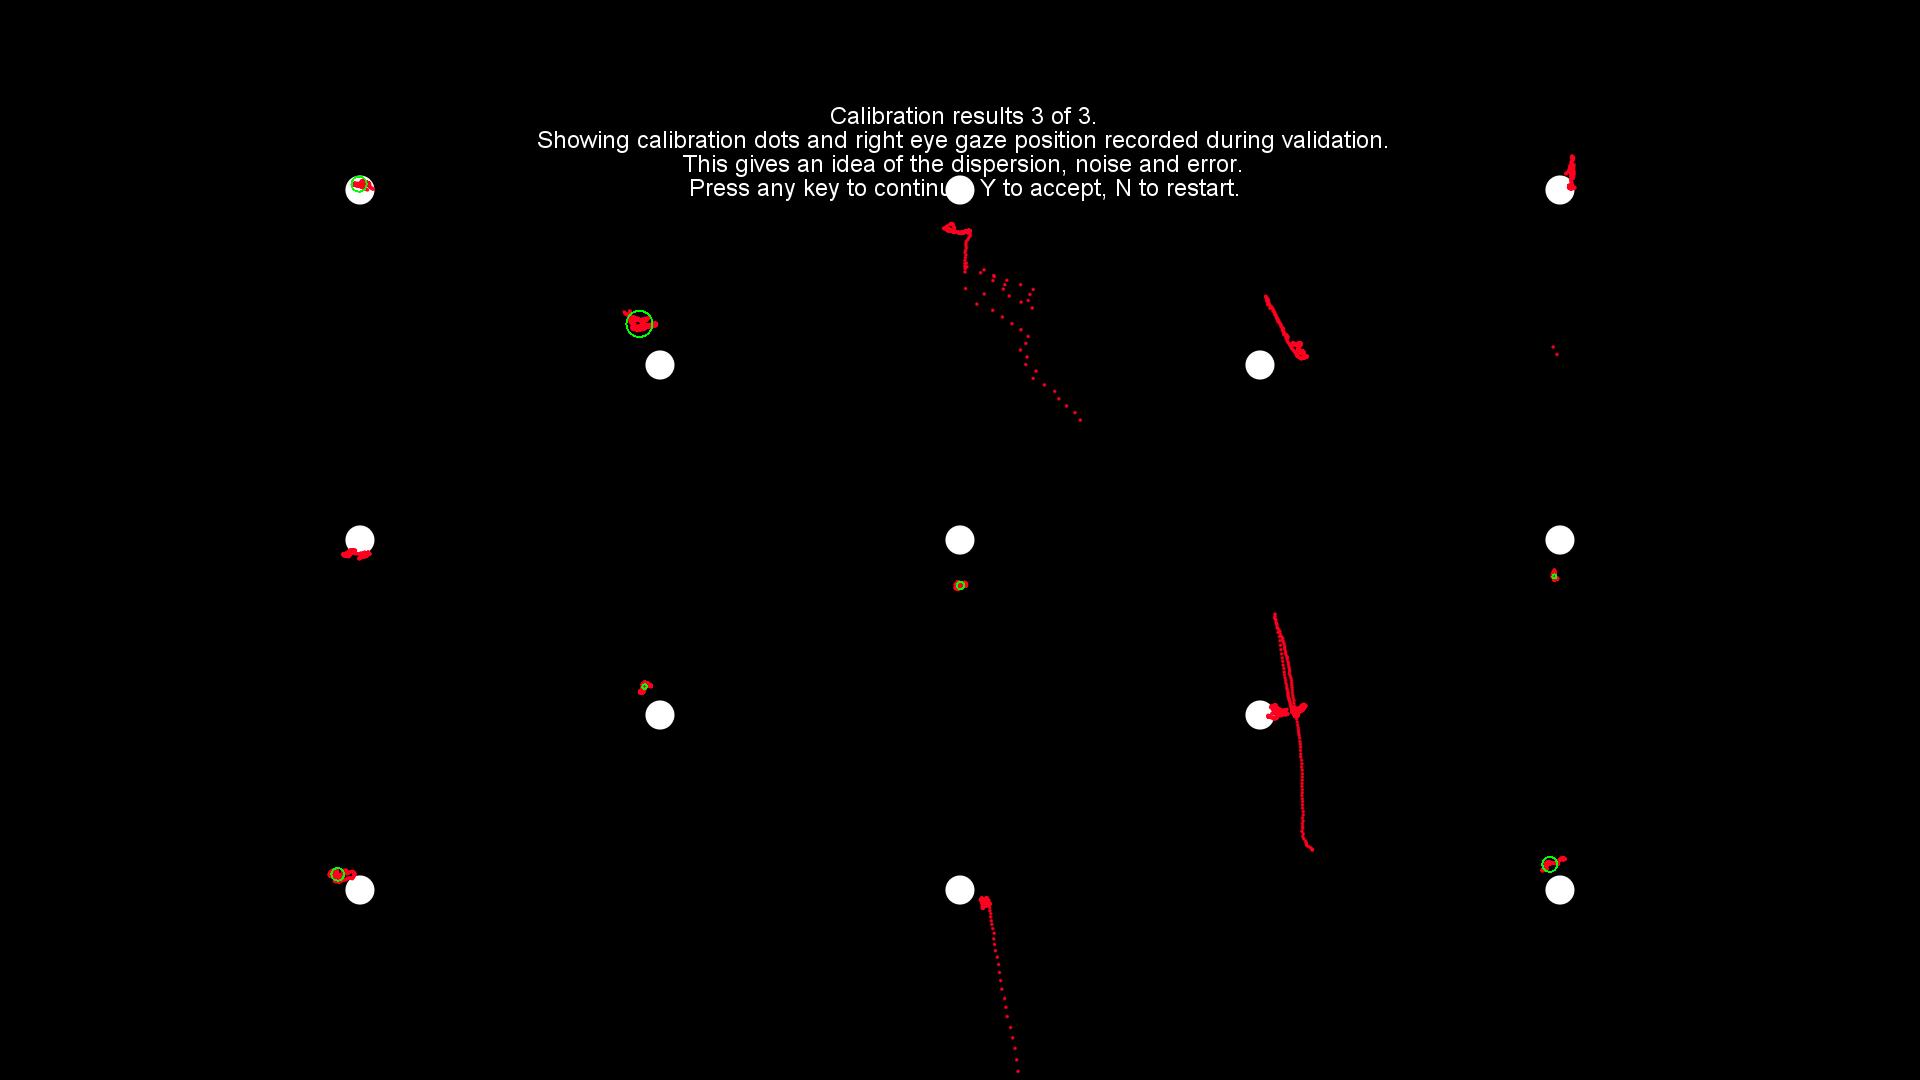 Calibration results 3 of 3.
Showing calibration dots and right eye gaze position recorded during validation.
This gives an idea of the dispersion, noise and error.
Press any key to continu Y to accept, N to restart.